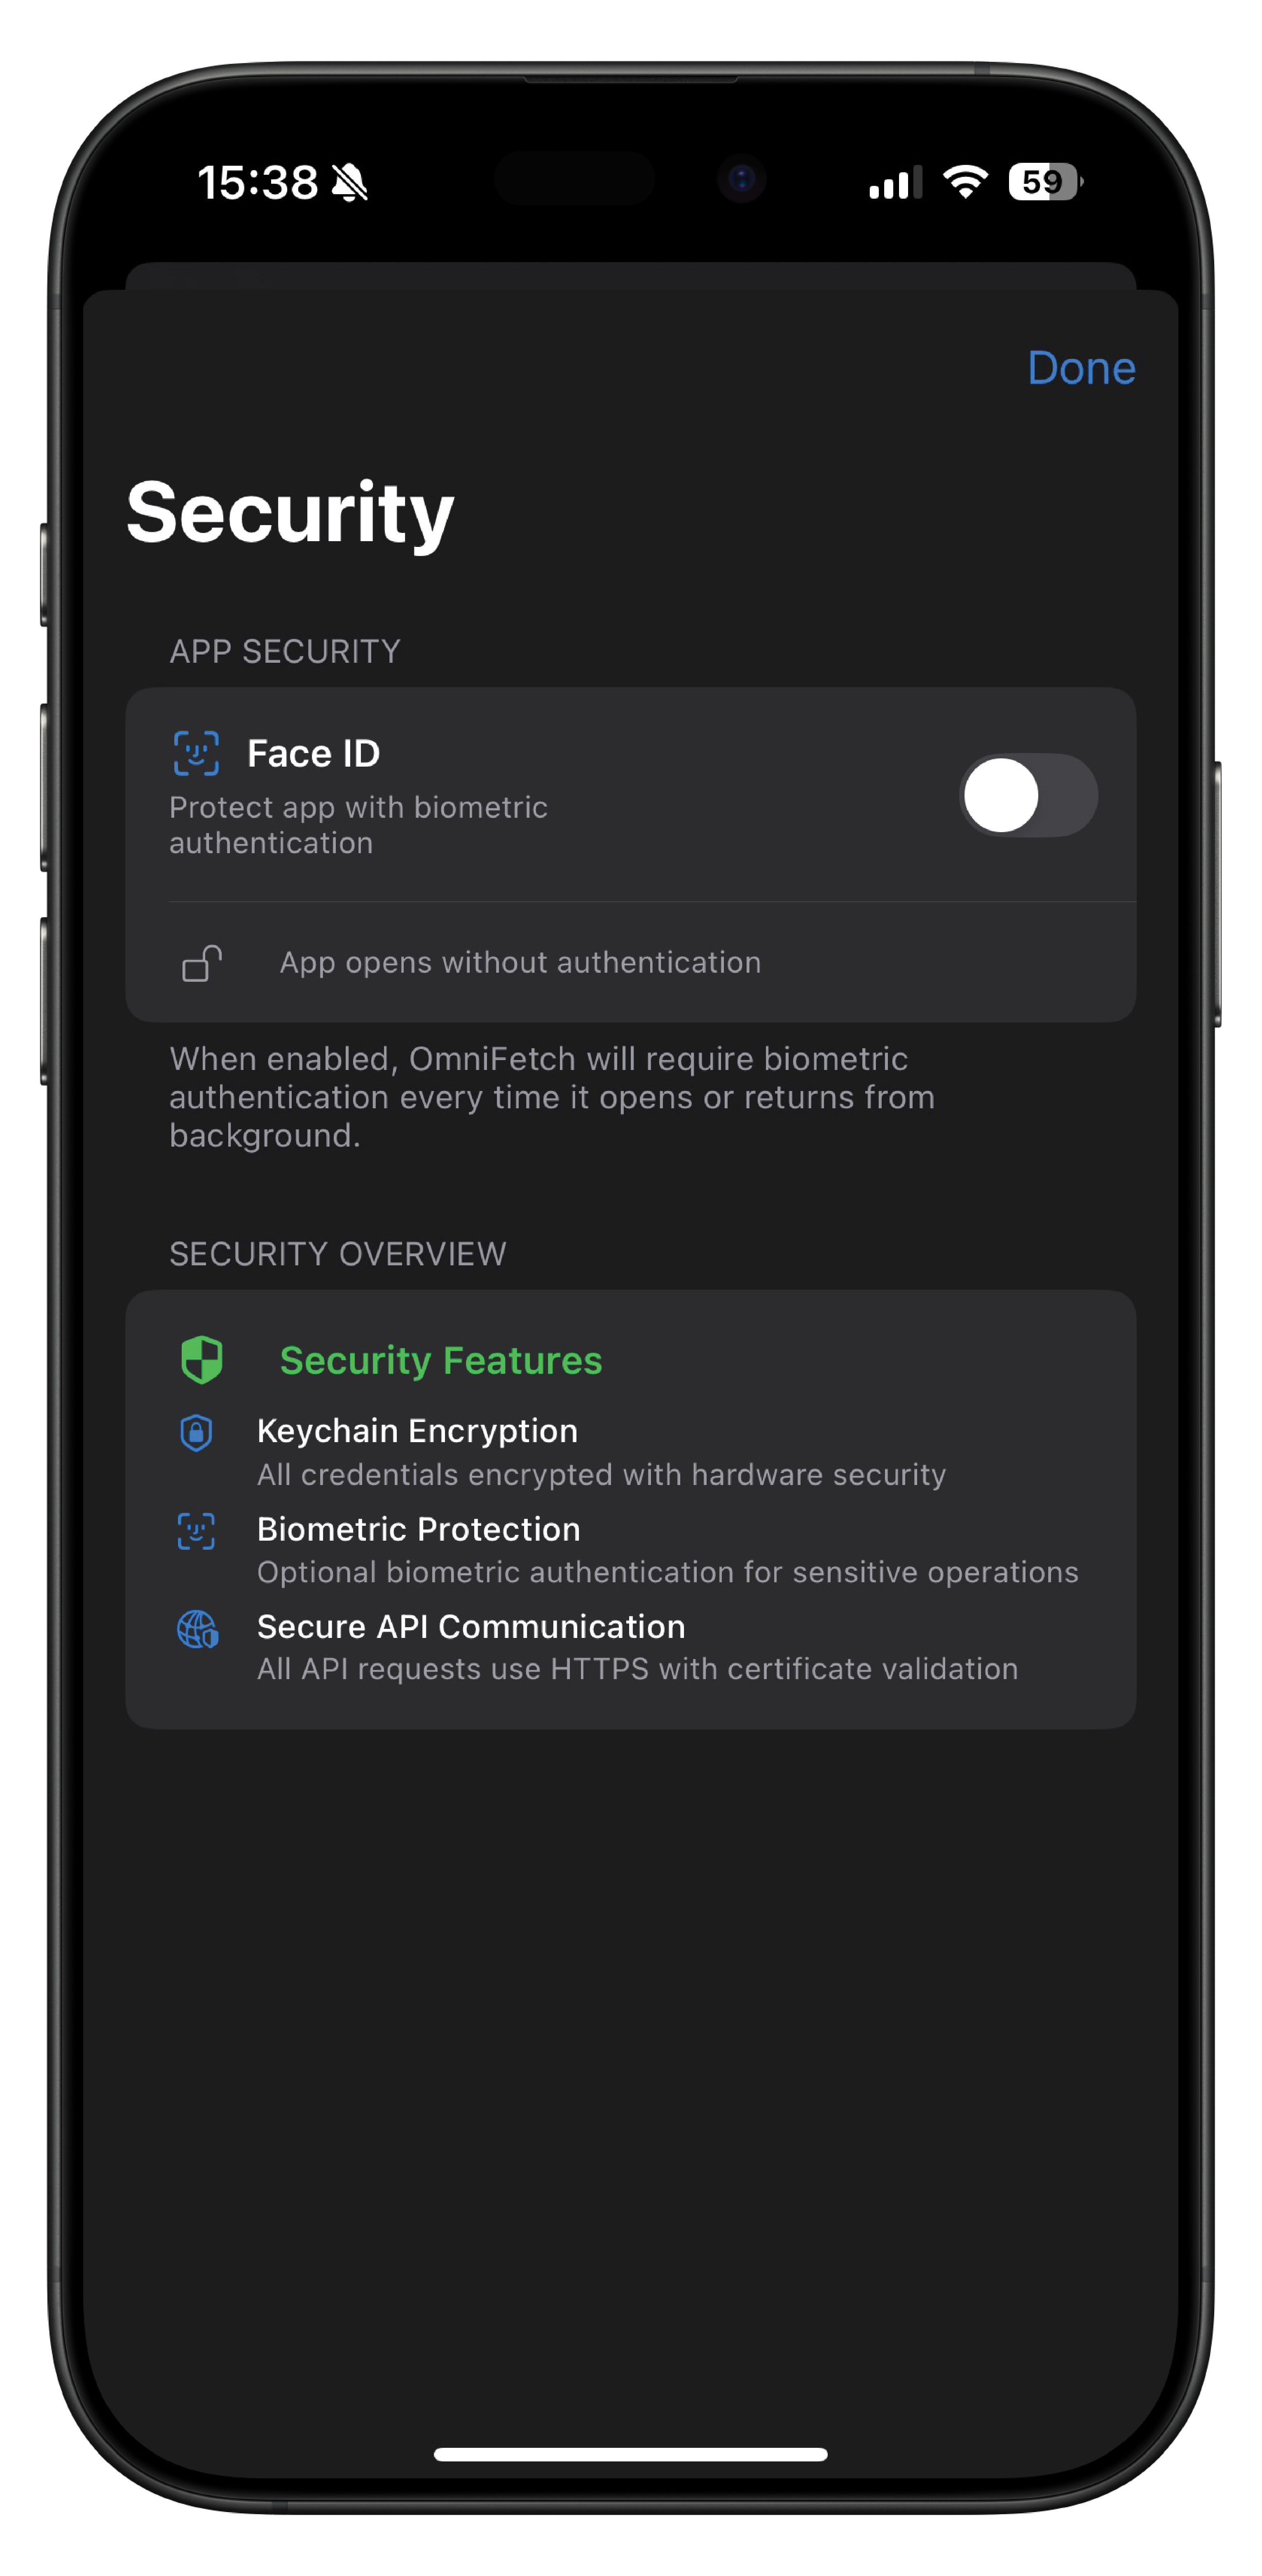 15:38
59
Done
Security
APP SECURITY
Face ID
Protect app with biometric
authentication
App opens without authentication
When enabled, OmniFetch will require biometric
authentication every time it opens or returns from
background.
SECURITY OVERVIEW
Security Features
Keychain Encryption
All credentials encrypted with hardware security
Biometric Protection
Optional biometric authentication for sensitive operations
Secure API Communication
All API requests use HTTPS with certificate validation